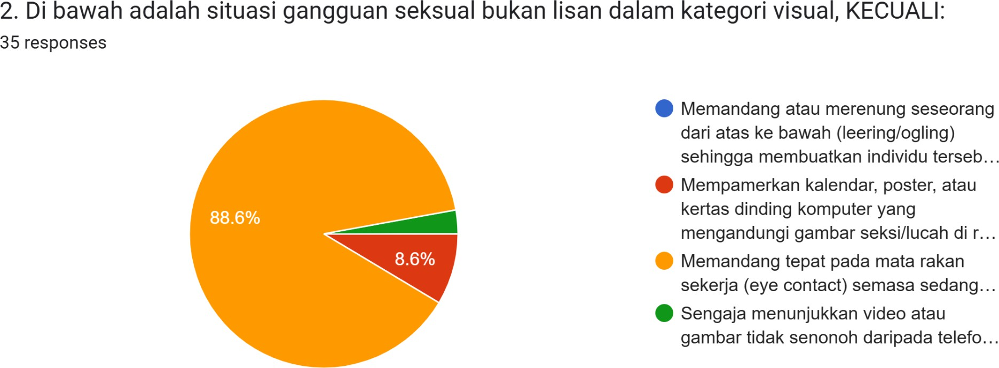 2. Di bawah adalah situasi gangguan seksual bukan lisan dalam kategori visual, KECUALI:
35 responses
88.6%
8.6%
Memandang atau merenung seseorang
dari atas ke bawah (leering/ogling)
sehingga membuatkan individu terseb…
Mempamerkan kalendar, poster, atau
kertas dinding komputer yang
mengandungi gambar seksi/lucah di r…
Memandang tepat pada mata rakan
sekerja (eye contact) semasa sedang…
Sengaja menunjukkan video atau
gambar tidak senonoh daripada telefo…